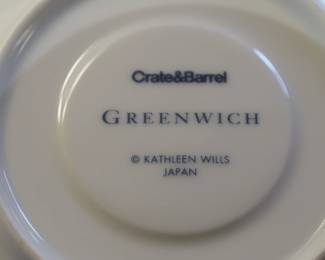 Crate&Barrel
GREENWICH
© KATHLEEN WILLS
JAPAN